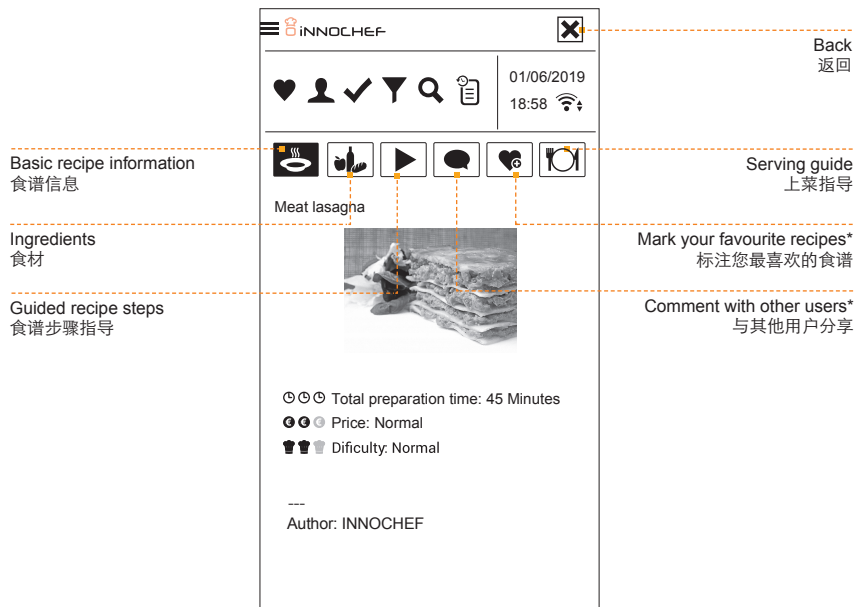 iNNOCHEF
Back
返回
01/06/2019
18:58
Basic recipe information
食谱信息
Serving guide
上菜指导
Meat lasagna
Ingredients
食材
Mark your favourite recipes*
标注您最喜欢的食谱
Guided recipe steps
食谱步骤指导
Comment with other users*
与其他用户分享
Total preparation time: 45 Minutes
Price: Normal
Dificulty: Normal
---
Author: INNOCHEF